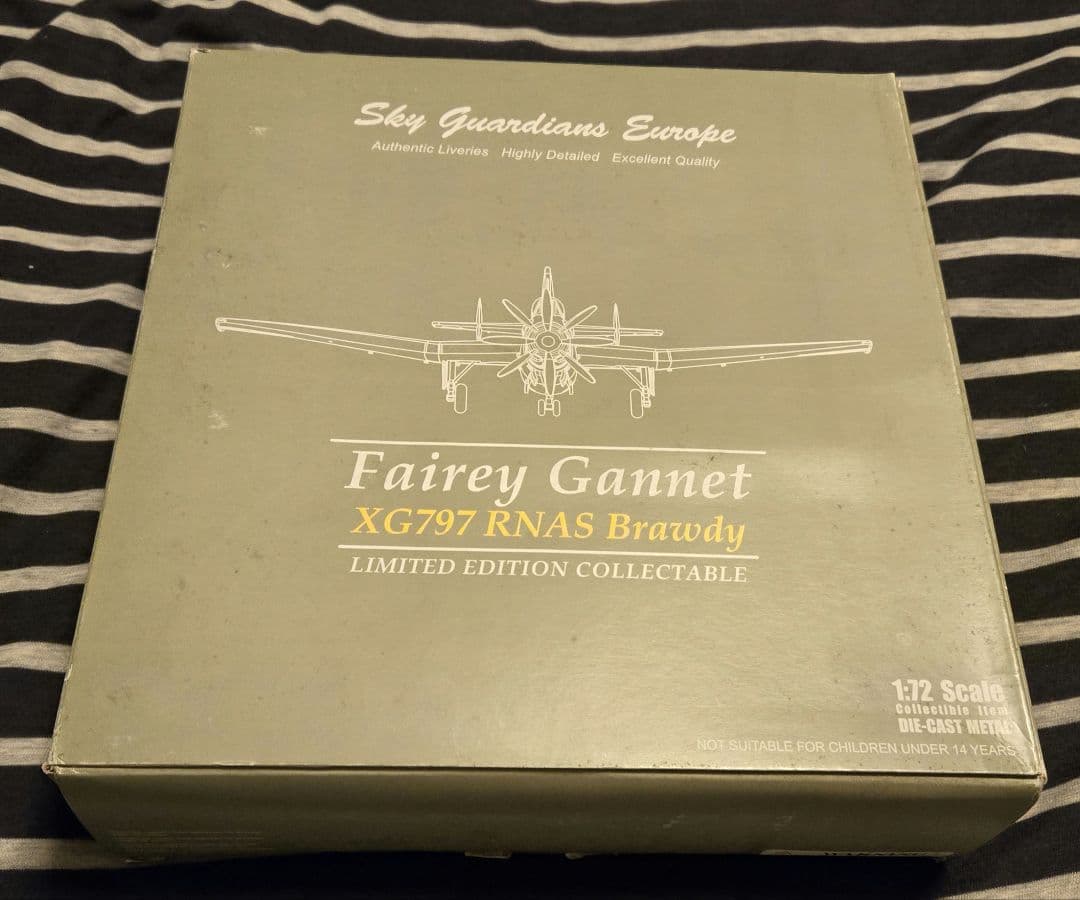 Sky Guardians Europe
Authentic Liveries Highly Detailed Excellent Quality
Fairey Gannet
XG797 RNAS Brawdy
LIMITED EDITION COLLECTABLE
1:72 Scale
Collectible Item
DIE-CAST METAL
NOT SUITABLE FOR CHILDREN UNDER 14 YEARS